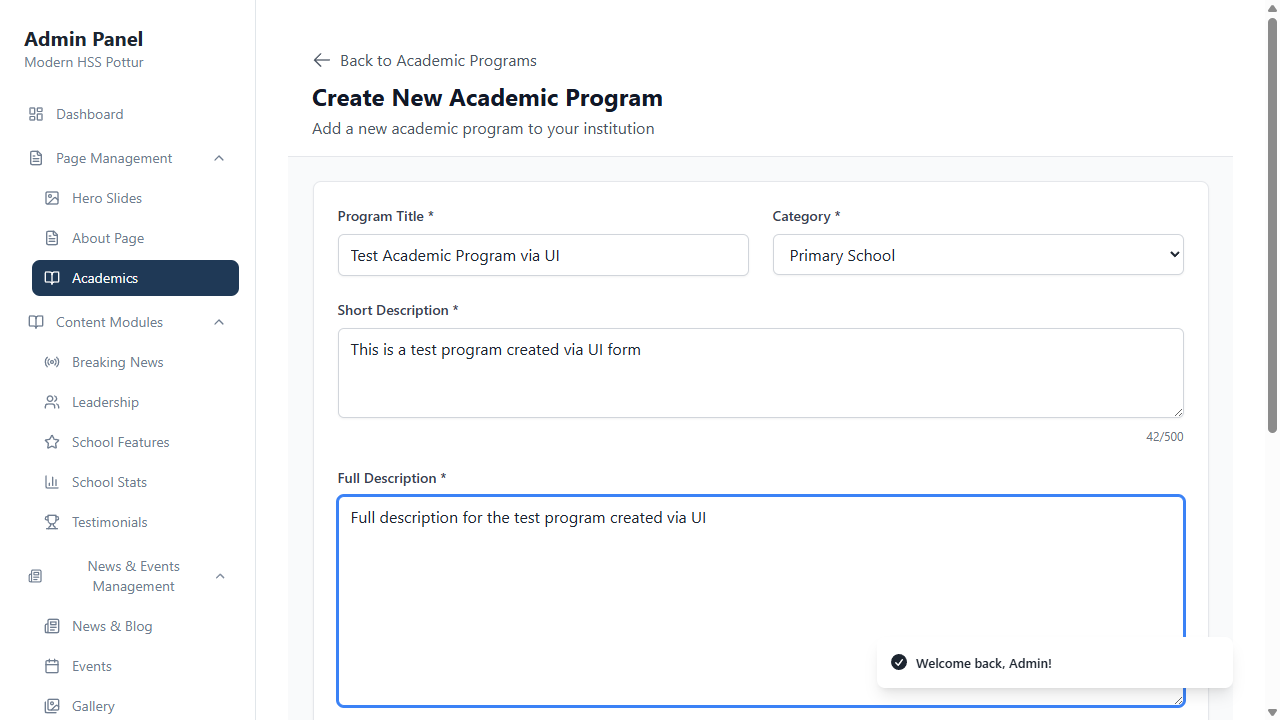 Admin Panel
Modern HSS Pottur
Dashboard
Page Management
Hero Slides
About Page
Academics
Content Modules
Breaking News
Leadership
School Features
School Stats
Testimonials
News & Events
Management
News & Blog
Events
Gallery
Back to Academic Programs
Create New Academic Program
Add a new academic program to your institution
Program Title *
Test Academic Program via UI
Category *
Primary School
Short Description *
This is a test program created via UI form
42/500
Full Description *
Full description for the test program created via UI
Welcome back, Admin!